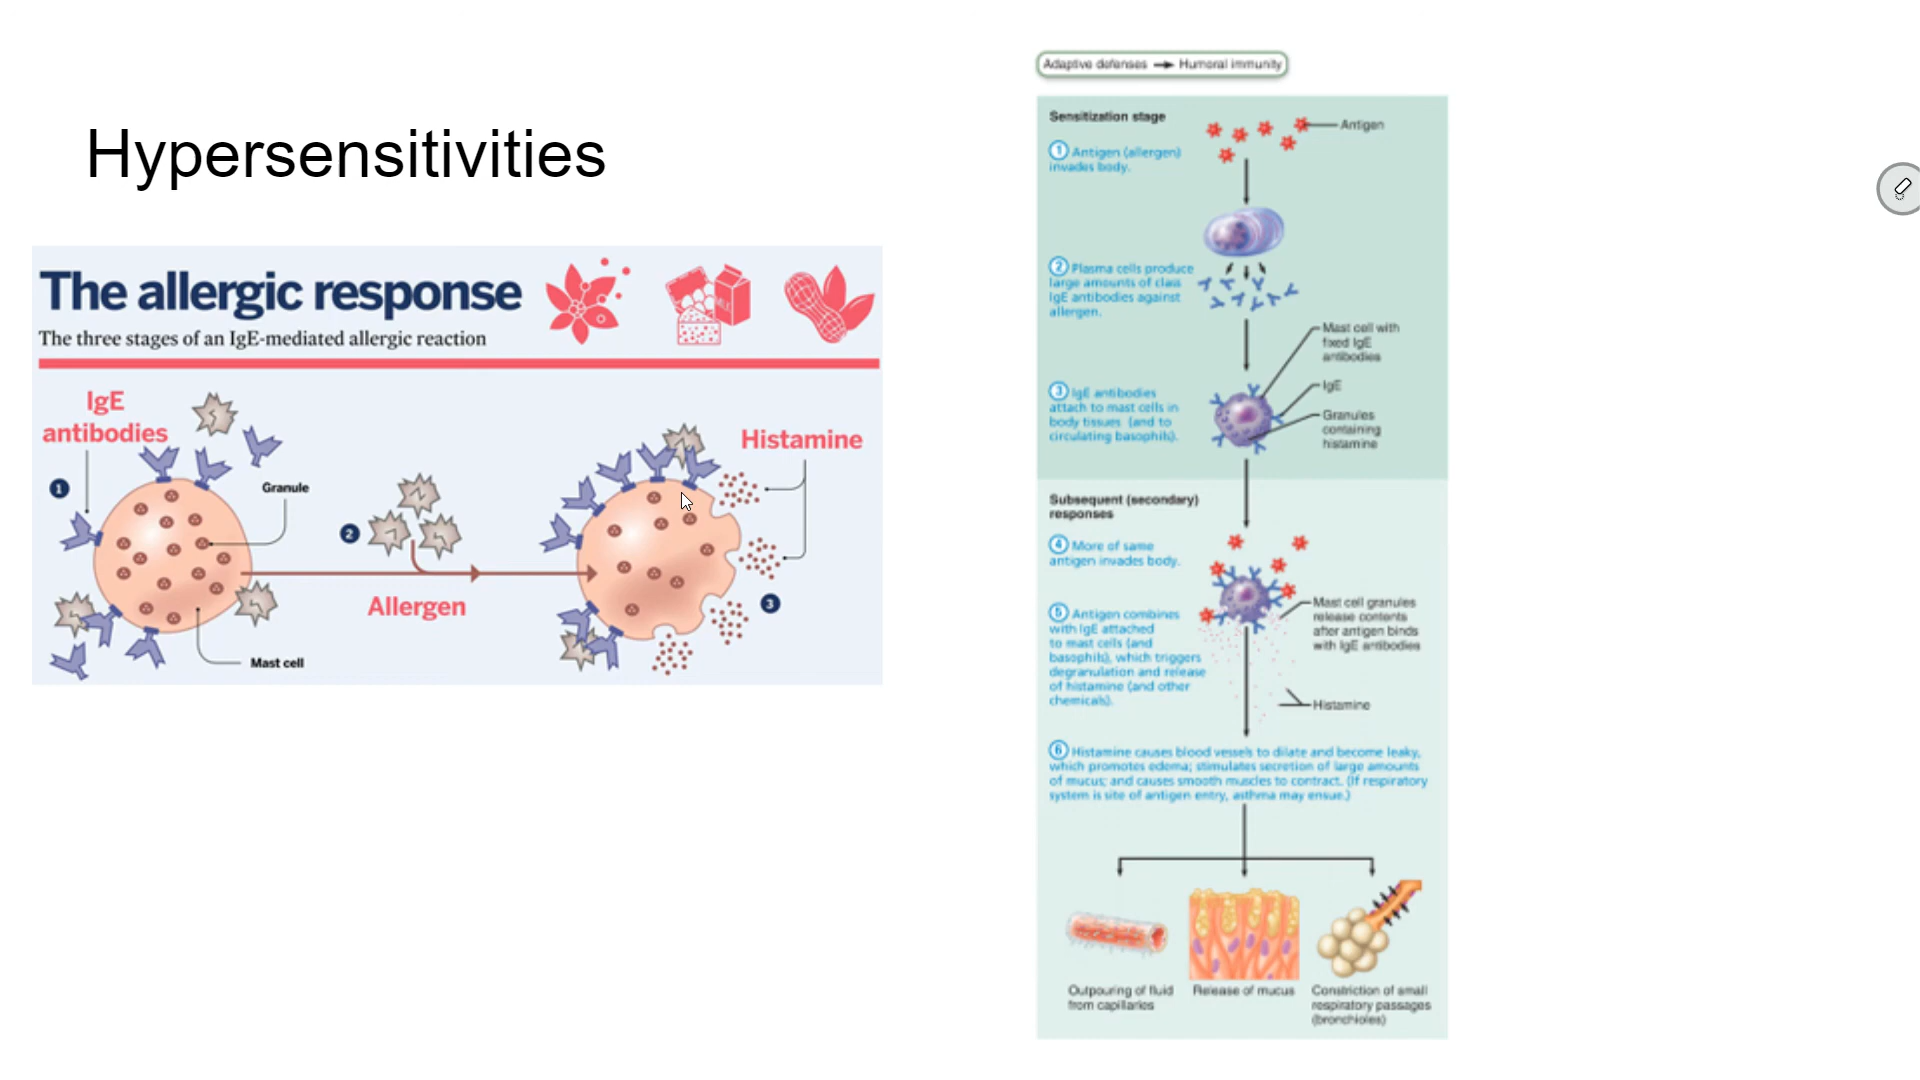 Hypersensitivities
The allergic response
The three stages of an IgE-mediated allergic reaction
MILK
IgE
antibodies
1
Granule
Mast cell
2
Allergen
Histamine
3
Adaptive defenses → Humoral immunity
Sensitization stage
Antigen
1 Antigen (allergen)
invades body.
2 Plasma cells produce
large amounts of class
IgE antibodies against
allergen.
Mast cell with
fixed IgE
antibodies
IgE
Granules
containing
histamine
3 IgE antibodies
attach to mast cells in
body tissues (and to
circulating basophils).
Subsequent (secondary)
responses
4 More of same
antigen invades body.
5 Antigen combines
with IgE attached
to mast cells (and
basophils), which triggers
degranulation and release
of histamine (and other
chemicals).
Mast cell granules
release contents
after antigen binds
with IgE antibodies
Histamine
6 Histamine causes blood vessels to dilate and become leaky,
which promotes edema; stimulates secretion of large amounts
of mucus; and causes smooth muscles to contract. (If respiratory
system is site of antigen entry, asthma may ensue.)
Outpouring of fluid
from capillaries
Release of mucus
Constriction of small
respiratory passages
(bronchioles)